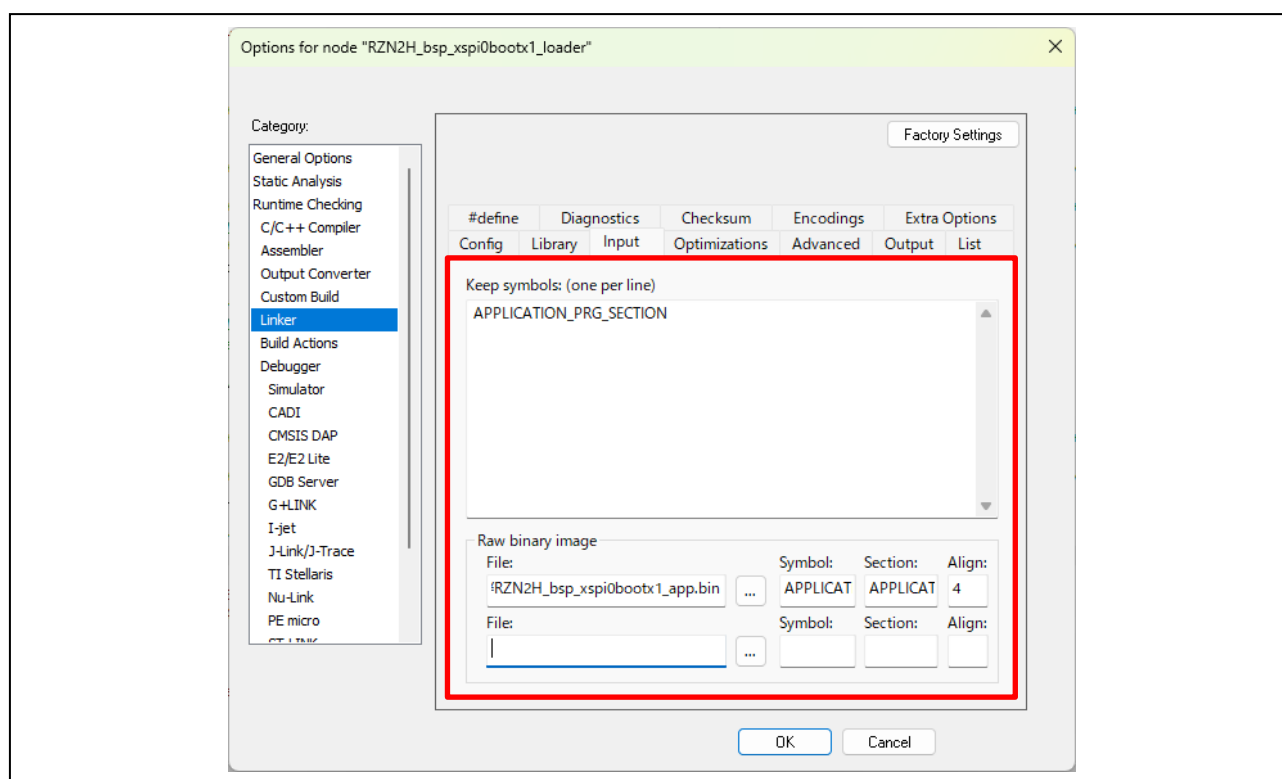 Options for node "RZN2H_bsp_xspi0bootx1_loader"
Category:
Factory Settings
General Options
Static Analysis
Runtime Checking
C/C++ Compiler
Assembler
Output Converter
Custom Build
Linker
Build Actions
Debugger
Simulator
CADI
CMSIS DAP
E2/E2 Lite
GDB Server
G+LINK
I-jet
J-Link/J-Trace
TI Stellaris
Nu-Link
PE micro
ST-LINK
#define Diagnostics Checksum Encodings Extra Options
Config Library Input Optimizations Advanced Output List
Keep symbols: (one per line)
APPLICATION_PRG_SECTION
Raw binary image
File: Symbol: Section: Align:
RZN2H_bsp_xspi0bootx1_app.bin ... APPLICAT APPLICAT 4
File: Symbol: Section: Align:
...
OK Cancel